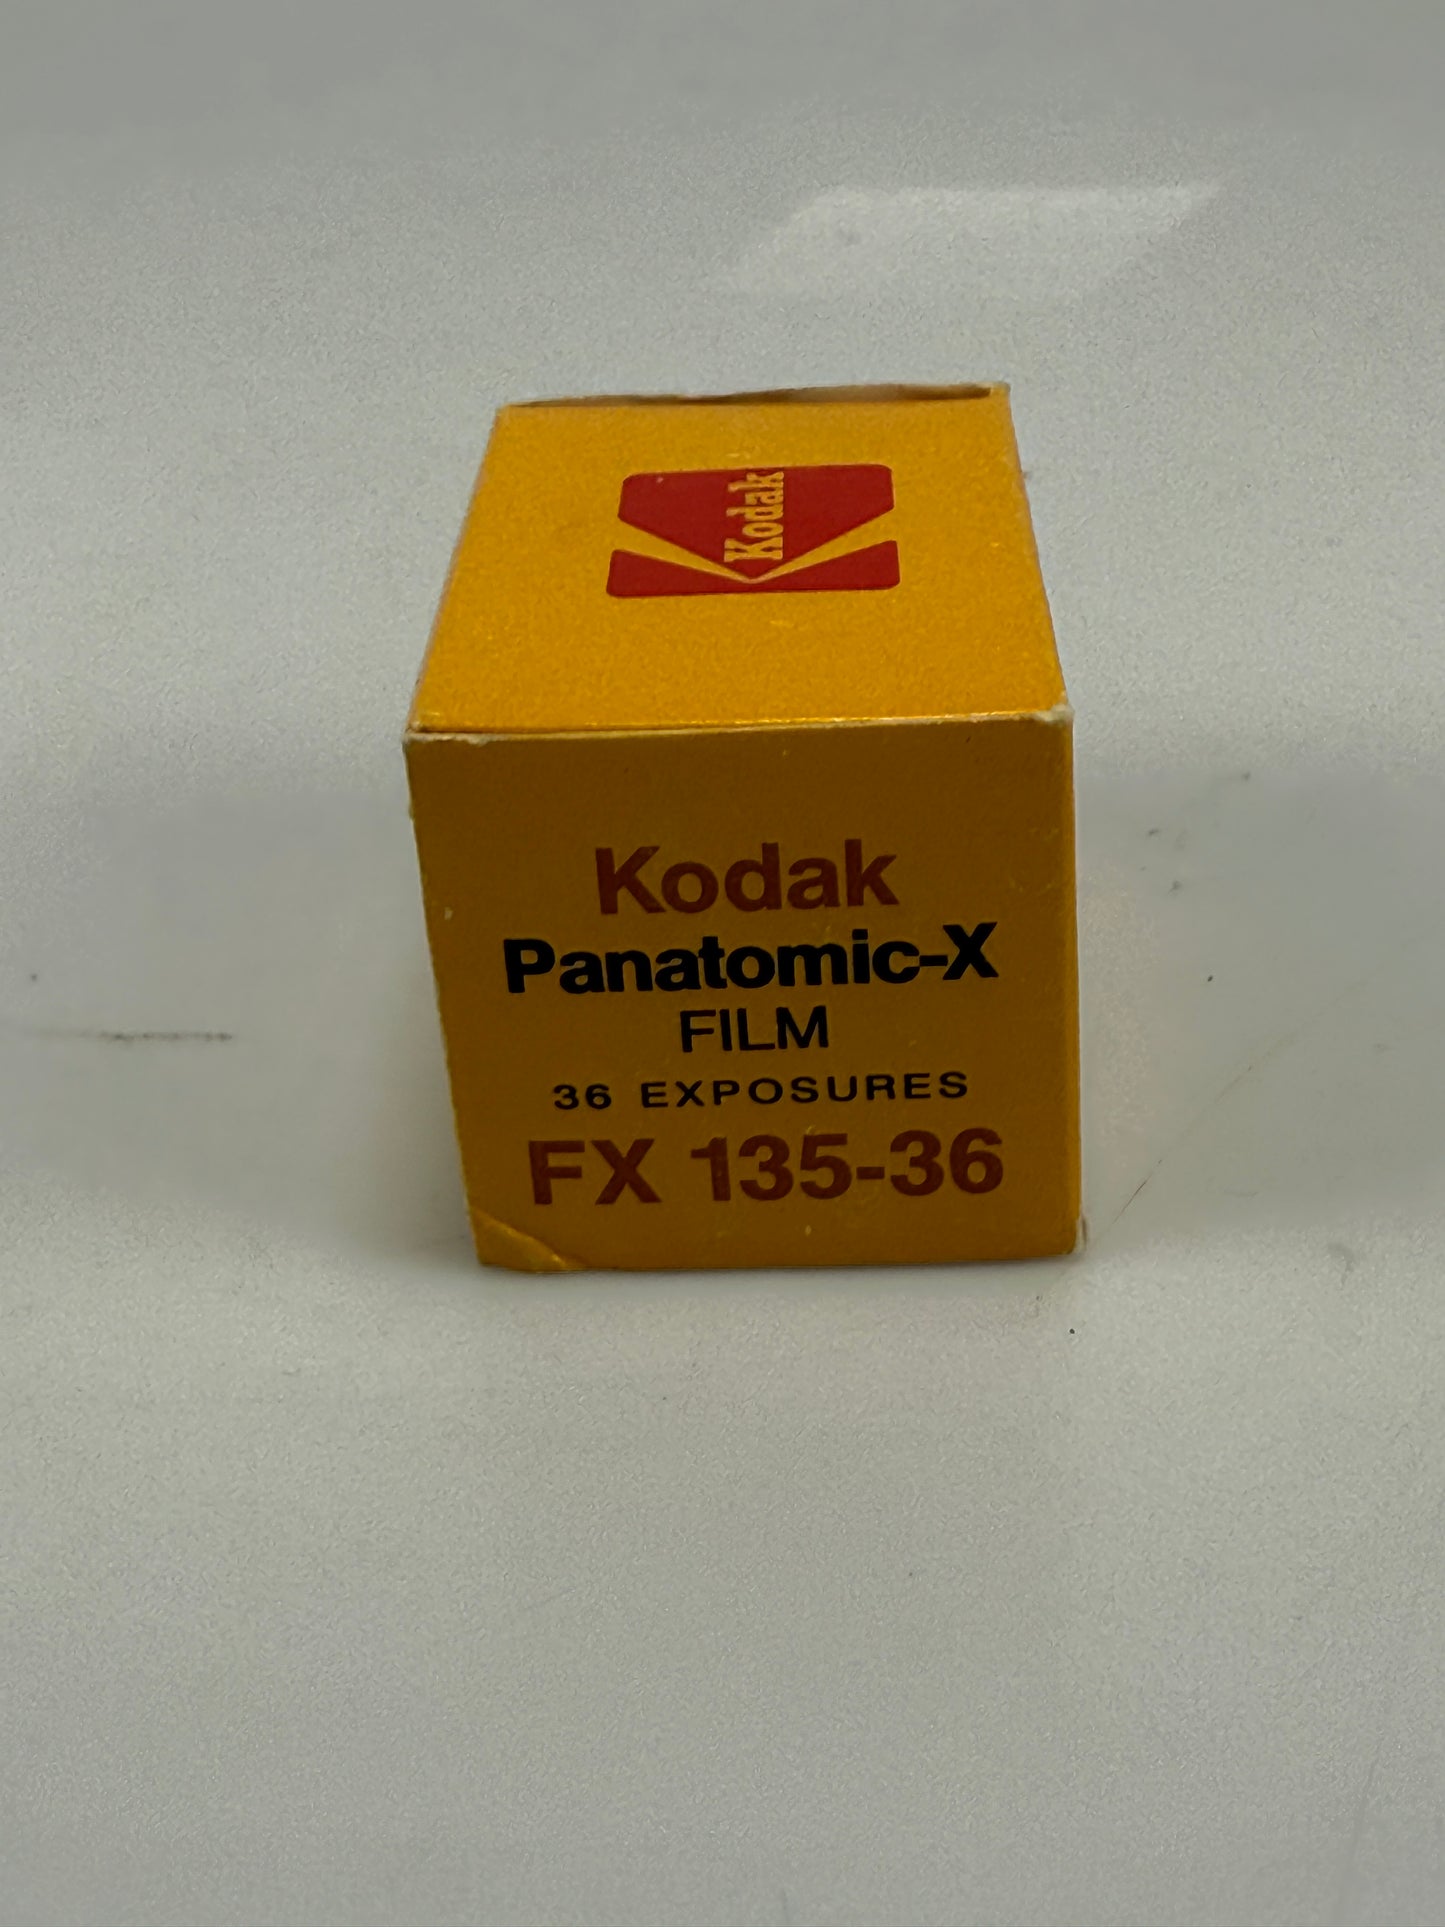 Kodak
Kodak
Panatomic-X
FILM
36 EXPOSURES
FX 135-36